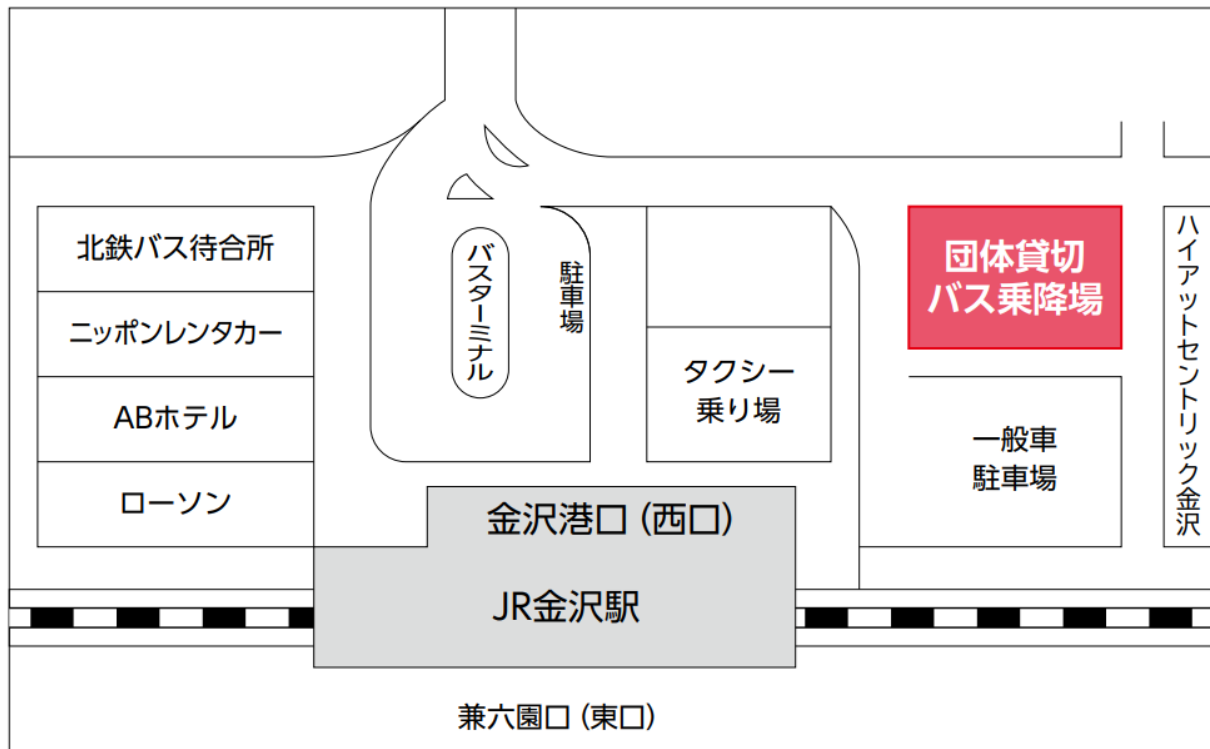 北鉄バス待合所
ニッポンレンタカー
ABホテル
ローソン
バスターミナル
駐車場
タクシー
乗り場
団体貸切
バス乗降場
一般車
駐車場
ハイアットセントリック金沢
金沢港口(西口)
JR金沢駅
兼六園口(東口)